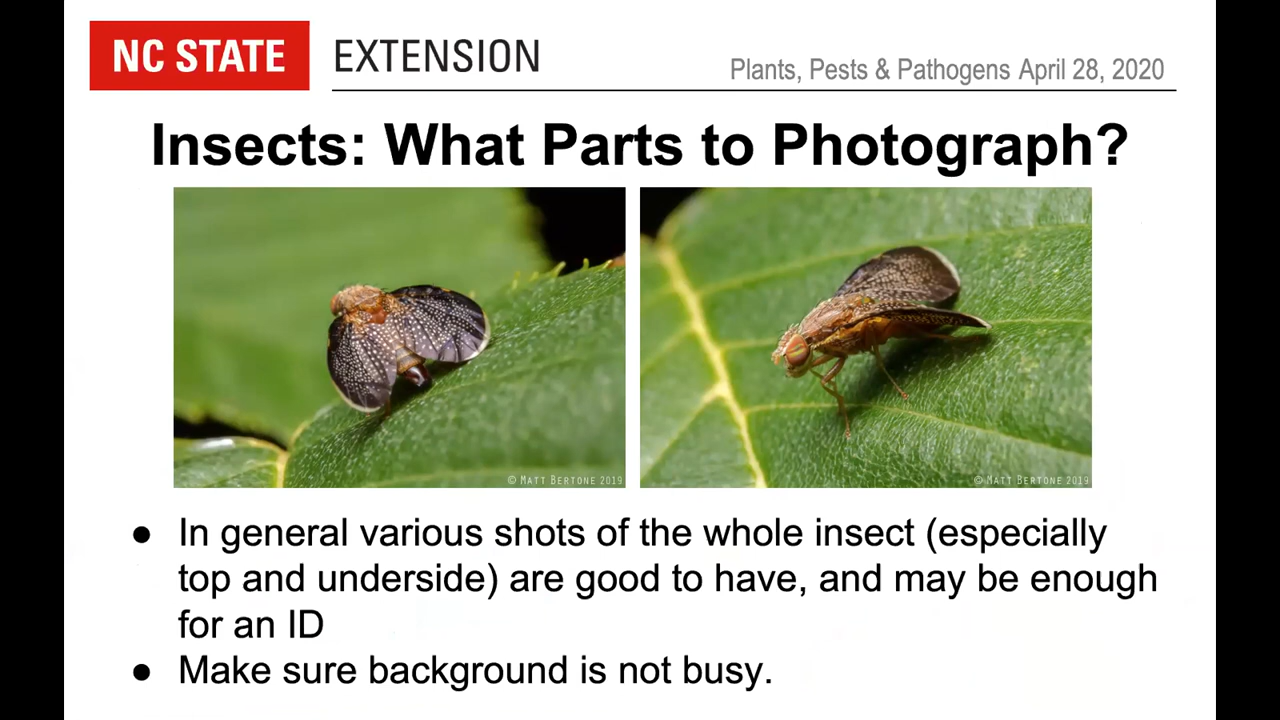 NC STATE EXTENSION
Plants, Pests & Pathogens April 28, 2020
Insects: What Parts to Photograph?
© MATT BERTONE 2019
© MATT BERTONE 2019
● In general various shots of the whole insect (especially
top and underside) are good to have, and may be enough
for an ID
● Make sure background is not busy.